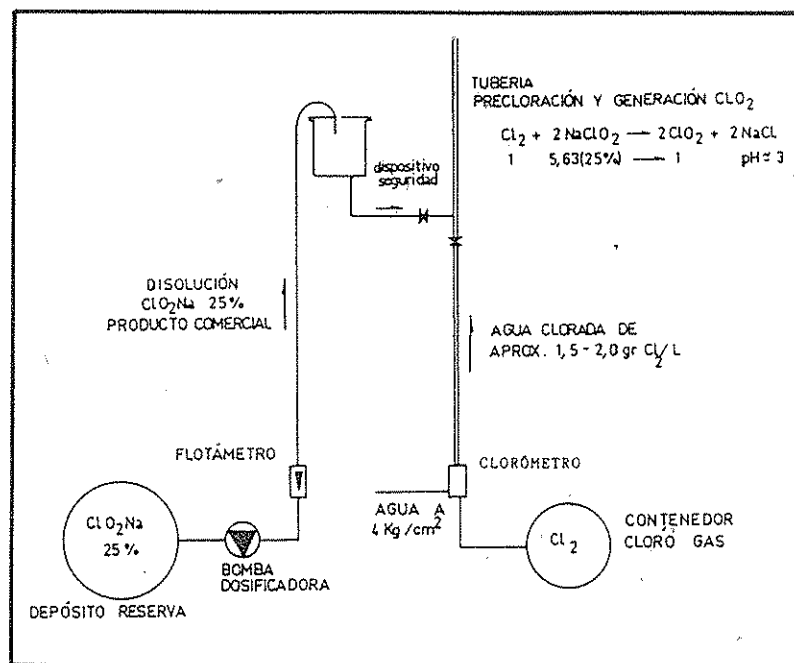 TUBERIA
PRECLORACIÓN Y GENERACIÓN ClO2
Cl2 + 2 NaClO2 → 2 ClO2 + 2 NaCl
1 5,63(25%) → 1 pH ≈ 3
dispositivo
seguridad
DISOLUCIÓN
ClO2Na 25%
PRODUCTO COMERCIAL
AGUA CLORADA DE
APROX. 1,5 - 2,0 gr Cl2/L
FLOTÁMETRO
CLORÓMETRO
AGUA A
4 Kg/cm2
ClO2Na
25%
BOMBA
DOSIFICADORA
DEPÓSITO RESERVA
Cl2
CONTENEDOR
CLORO GAS